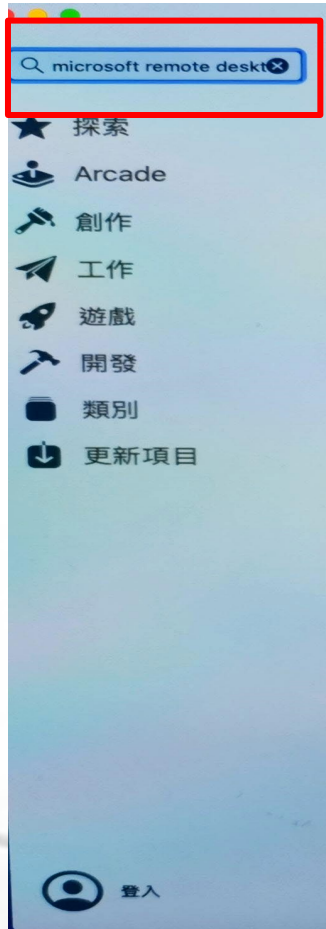 microsoft remote deskt
探索
Arcade
創作
工作
遊戲
開發
類別
更新項目
登入